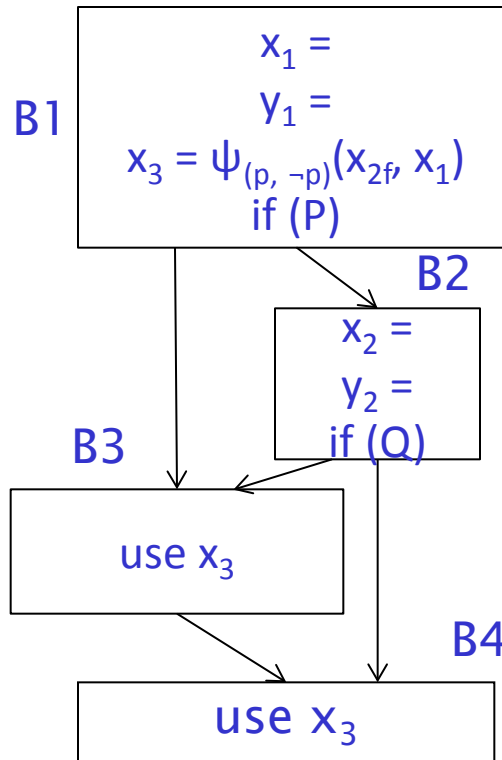 B1
x₁ =
y₁ =
x₃ = ψ₍p, ¬p₎(x₂f, x₁)
if (P)
B2
x₂ =
y₂ =
if (Q)
B3
use x₃
B4
use x₃